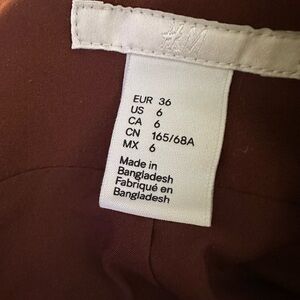 H&M
EUR 36
US 6
CA 6
CN 165/68A
MX 6
Made in
Bangladesh
Fabriqué en
Bangladesh